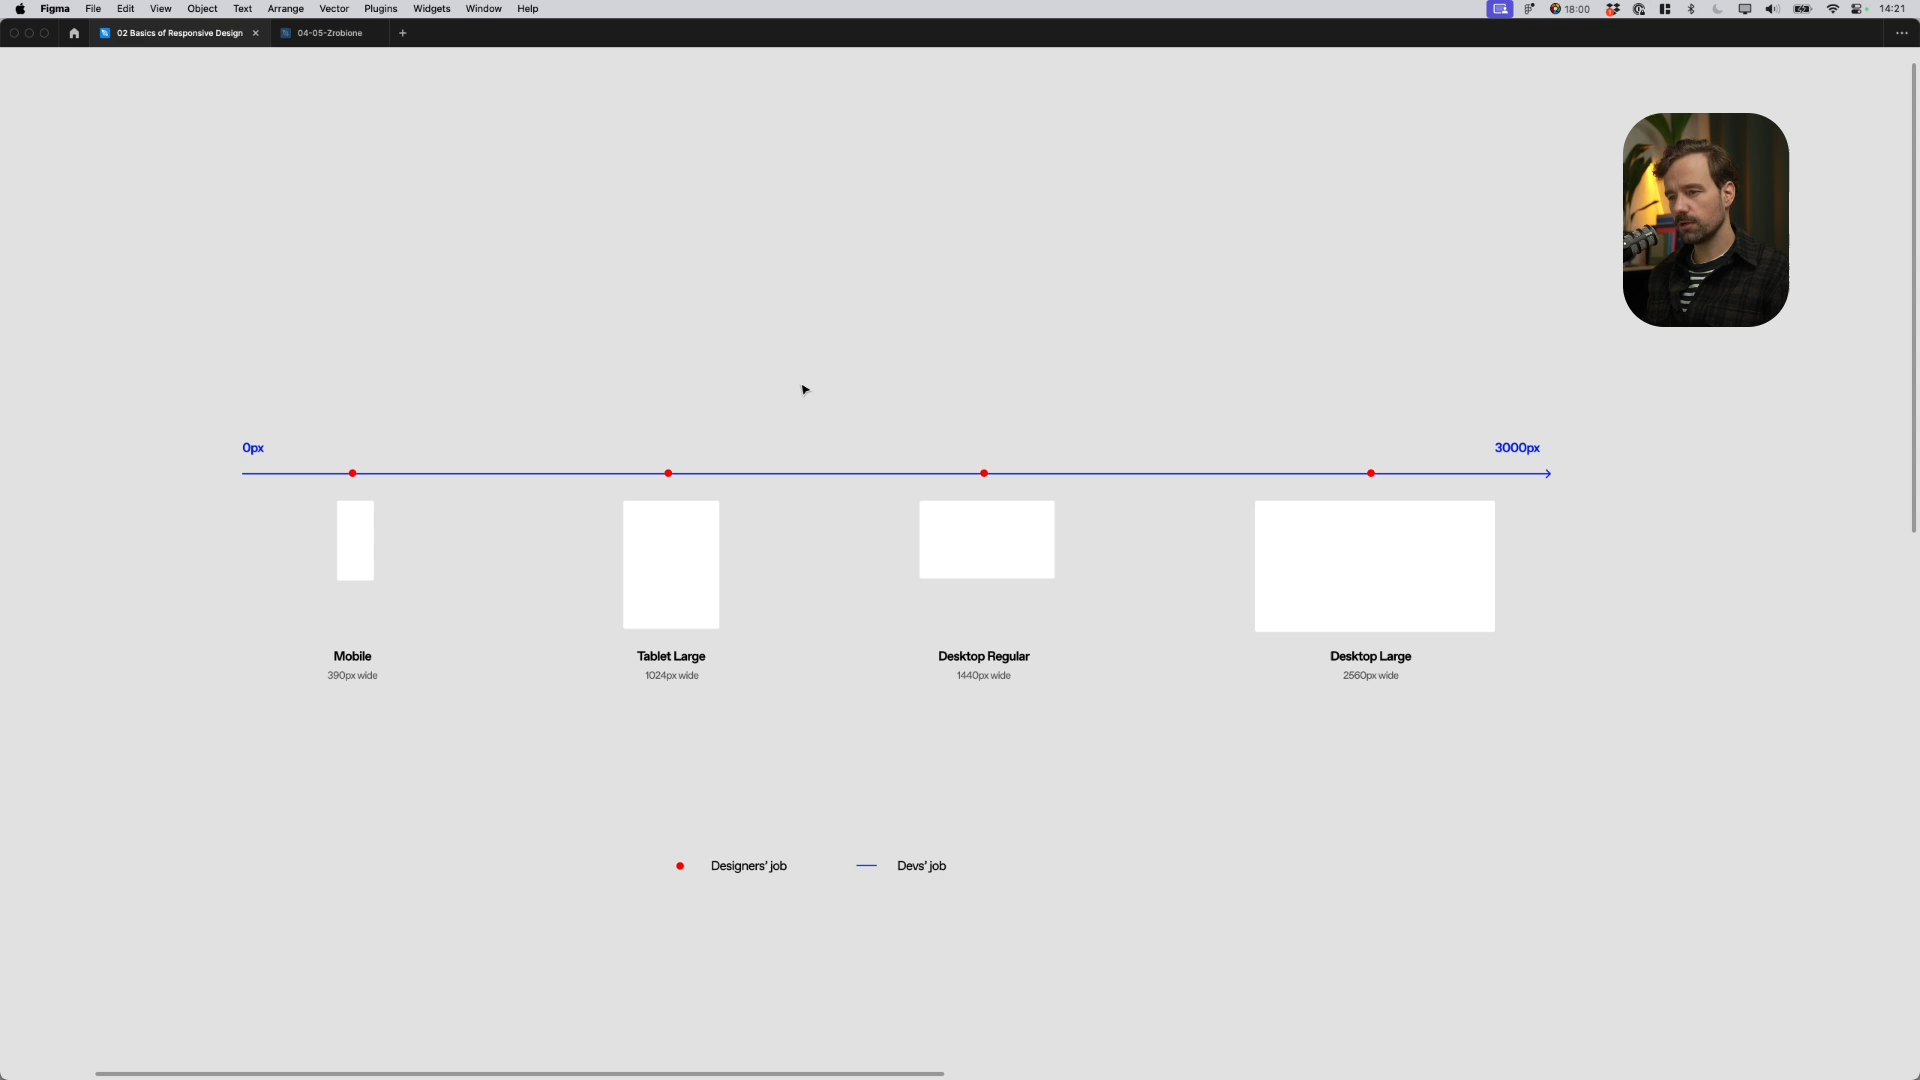 Figma File Edit View Object Text Arrange Vector Plugins Widgets Window Help 18:00 14:21
02 Basics of Responsive Design 04-05-Zrobione
0px 3000px
Mobile Tablet Large Desktop Regular Desktop Large
390px wide 1024px wide 1440px wide 2560px wide
Designers’ job Devs’ job